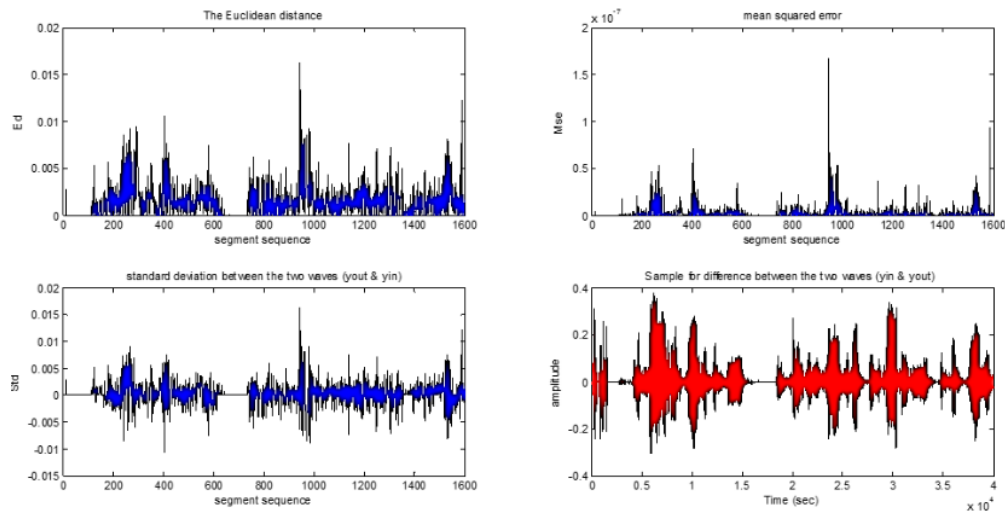 The Euclidean distance
0.02
0.015
0.01
0.005
0
Ed
0 200 400 600 800 1000 1200 1400 1600
segment sequence
mean squared error
x 10-7
2
1.5
1
0.5
0
Mse
0 200 400 600 800 1000 1200 1400 1600
segment sequence
standard deviation between the two waves (yout & yin)
0.02
0.015
0.01
0.005
0
-0.005
-0.01
-0.015
Std
0 200 400 600 800 1000 1200 1400 1600
segment sequence
Sample for difference between the two waves (yin & yout)
0.4
0.2
0
-0.2
-0.4
amplitude
0 0.5 1 1.5 2 2.5 3 3.5 4
Time (sec)
x 10^4